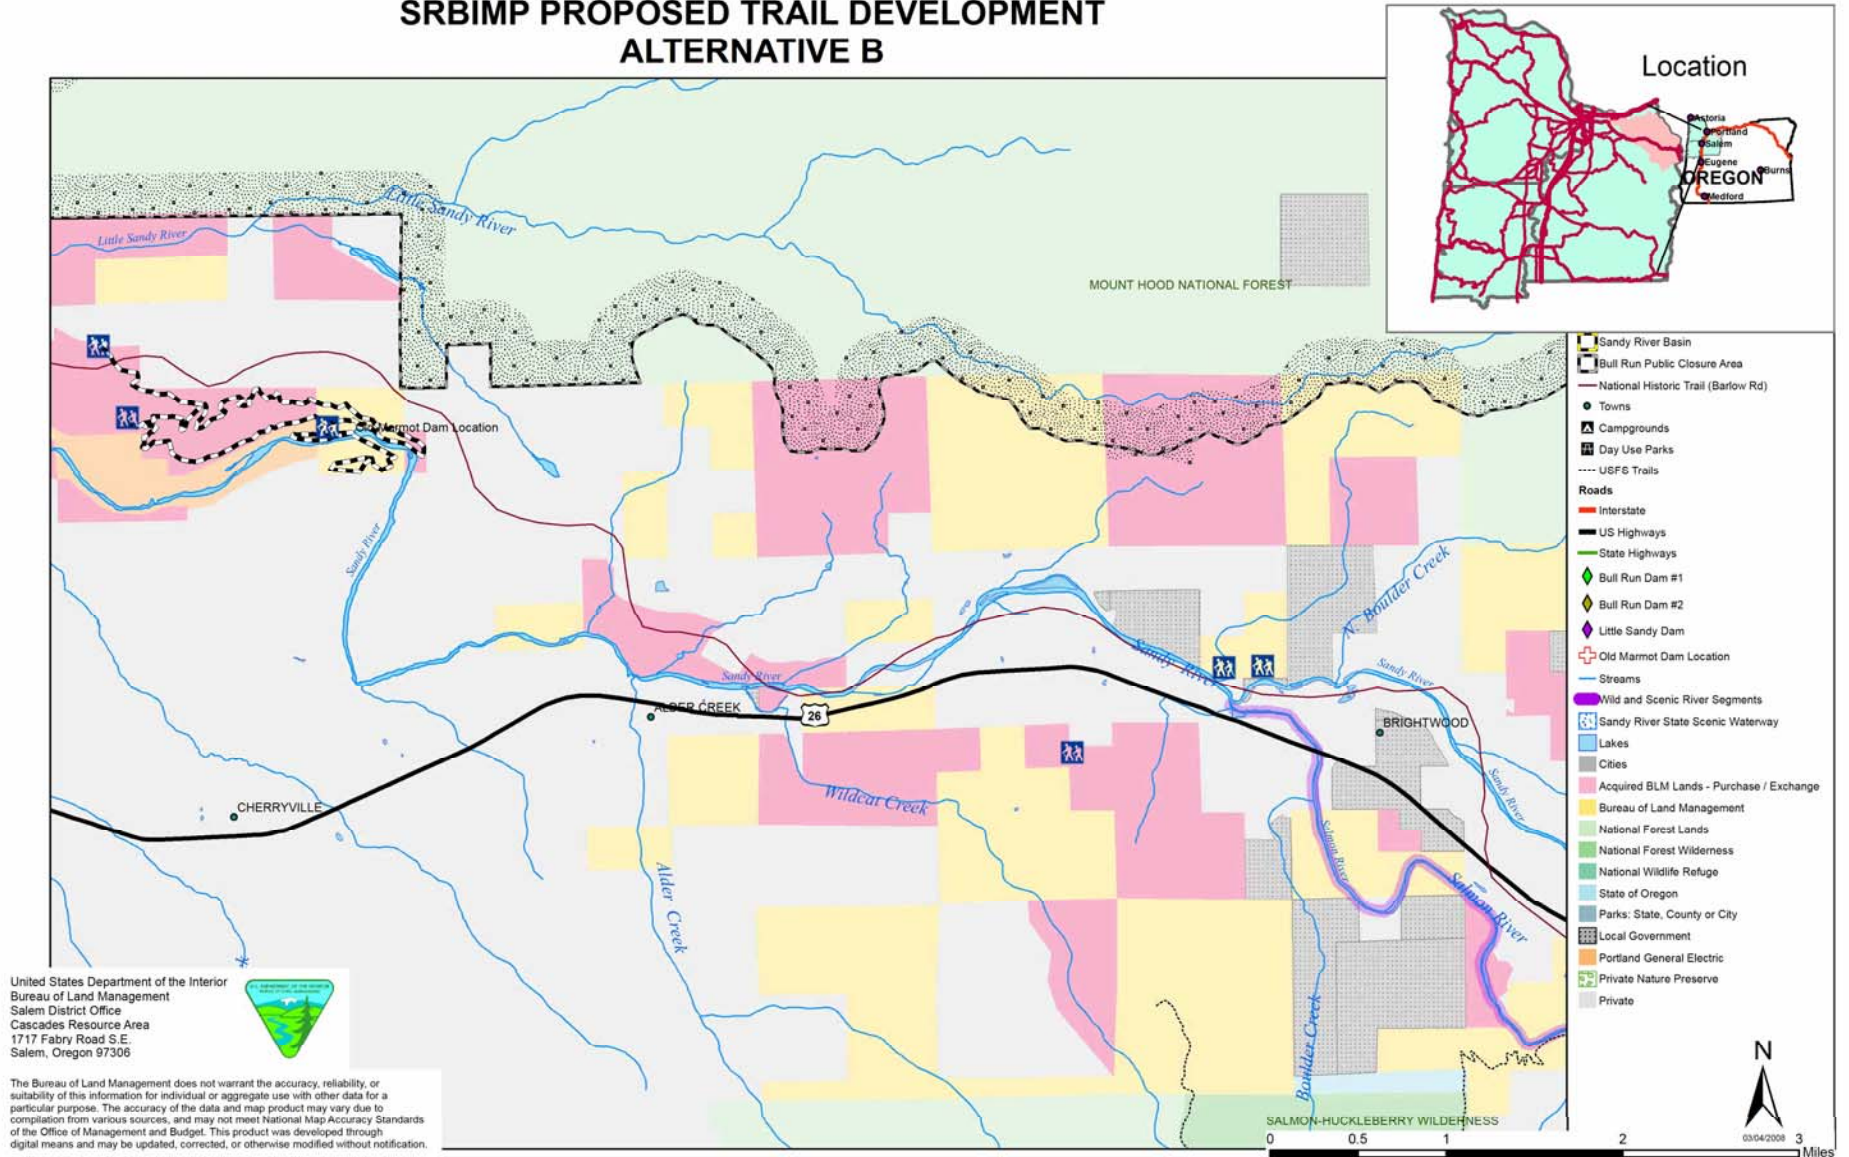 SRBIMP PROPOSED TRAIL DEVELOPMENT
ALTERNATIVE B
Location
Astoria
Portland
Salem
Eugene
OREGON
Burns
Medford
Little Sandy River
Little Sandy River
MOUNT HOOD NATIONAL FOREST
Old Marmot Dam Location
Sandy River
N. Boulder Creek
Sandy River
Sandy River
Sandy River
ALDER CREEK
26
BRIGHTWOOD
Sandy River
Wildcat Creek
CHERRYVILLE
Salmon River
Salmon River
Alder Creek
Boulder Creek
SALMON-HUCKLEBERRY WILDERNESS
Sandy River Basin
Bull Run Public Closure Area
National Historic Trail (Barlow Rd)
Towns
Campgrounds
Day Use Parks
USFS Trails
Roads
Interstate
US Highways
State Highways
Bull Run Dam #1
Bull Run Dam #2
Little Sandy Dam
Old Marmot Dam Location
Streams
Wild and Scenic River Segments
Sandy River State Scenic Waterway
Lakes
Cities
Acquired BLM Lands - Purchase / Exchange
Bureau of Land Management
National Forest Lands
National Forest Wilderness
National Wildlife Refuge
State of Oregon
Parks: State, County or City
Local Government
Portland General Electric
Private Nature Preserve
Private
N
03/04/2008
0 0.5 1 2 3
Miles
United States Department of the Interior
Bureau of Land Management
Salem District Office
Cascades Resource Area
1717 Fabry Road S.E.
Salem, Oregon 97306
The Bureau of Land Management does not warrant the accuracy, reliability, or
suitability of this information for individual or aggregate use with other data for a
particular purpose. The accuracy of the data and map product may vary due to
compilation from various sources, and may not meet National Map Accuracy Standards
of the Office of Management and Budget. This product was developed through
digital means and may be updated, corrected, or otherwise modified without notification.